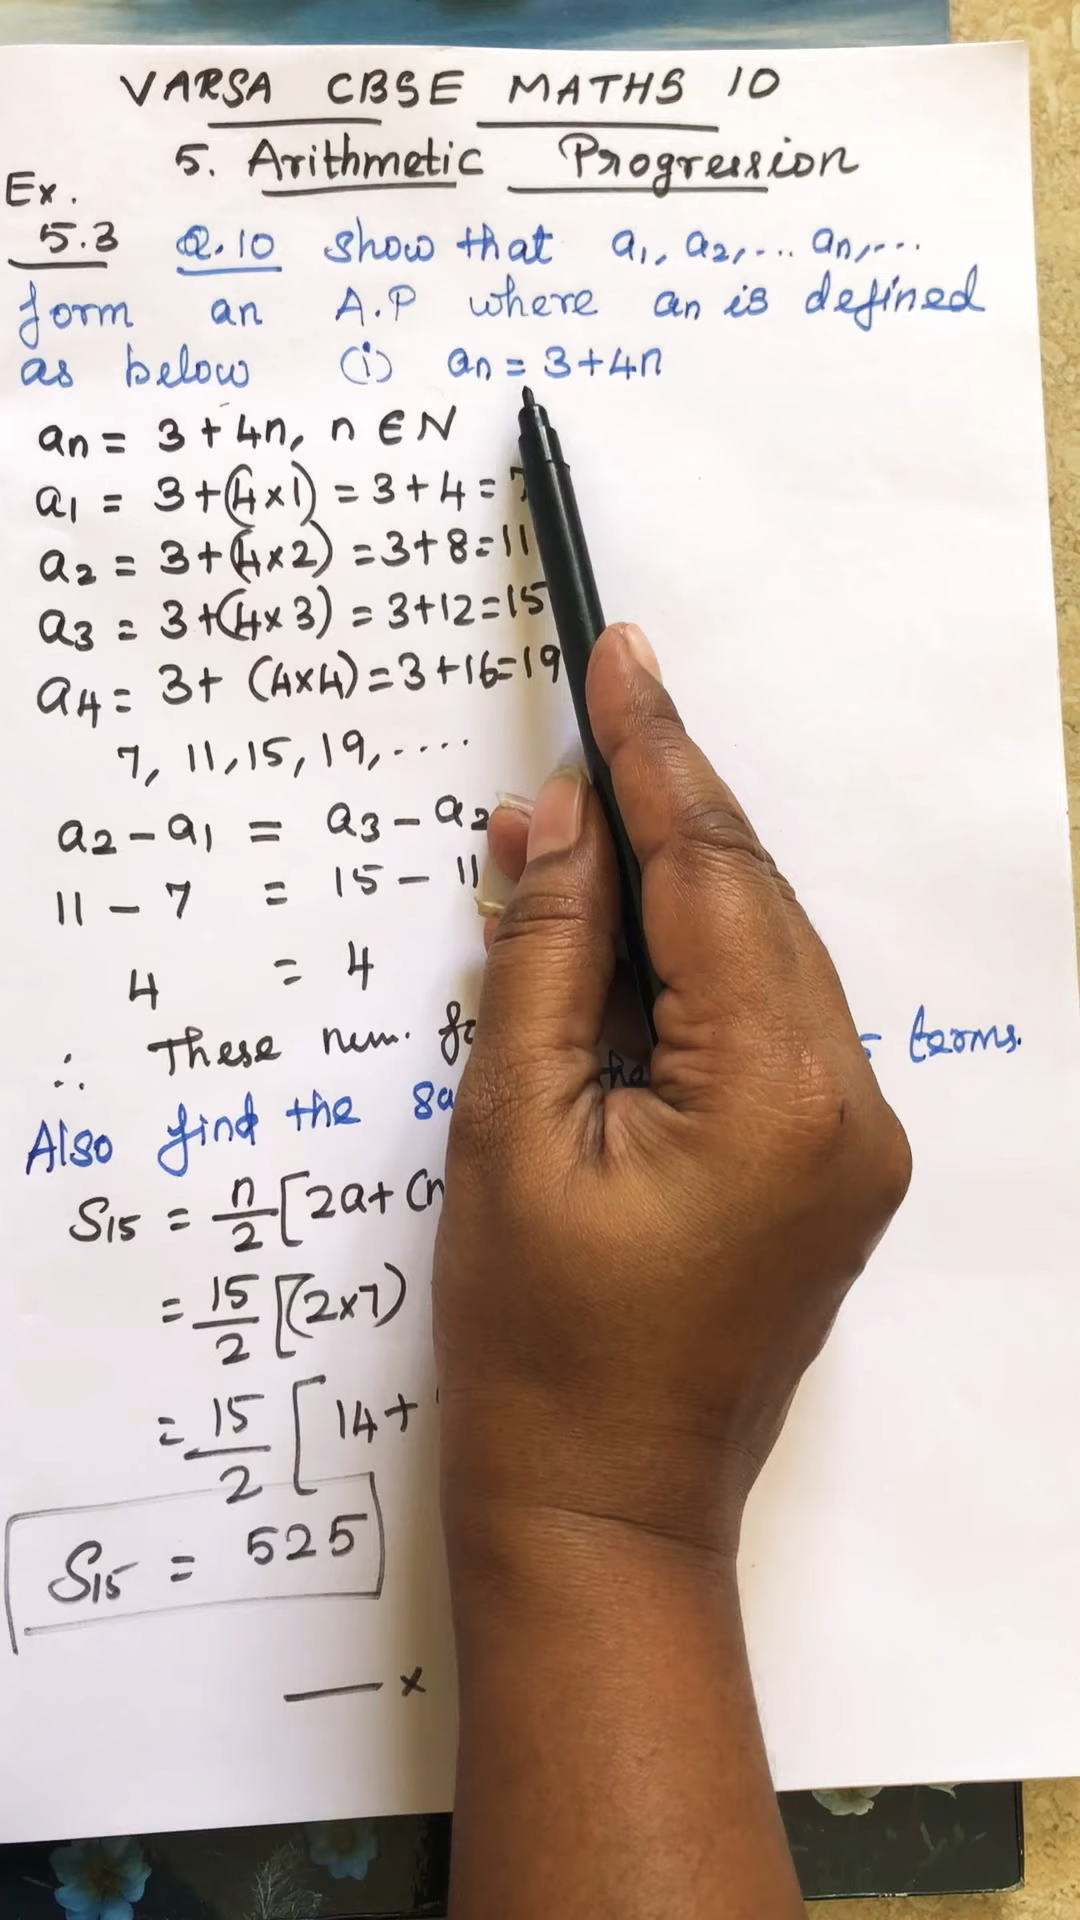 VARSA CBSE MATHS 10
5. Arithmetic Progression
Ex.
5.3 Q.10 show that a₁, a₂,... aₙ,...
form an A.P where aₙ is defined
as below (i) aₙ = 3+4n
aₙ = 3+4n, n ∈ N
a₁ = 3+(4×1) = 3+4=7
a₂ = 3+(4×2) =3+8=11
a₃ = 3+(4×3) = 3+12=15
a₄= 3+ (4×4)=3+16=19
7, 11,15, 19,....
a₂-a₁ = a₃-a₂
11-7 = 15-11
4 = 4
∴ These num.
Also find the terms.
S₁₅ = n/2 [2a+(n
= 15/2 [(2×7)
= 15/2 [ 14+
S₁₅ = 525
— ×